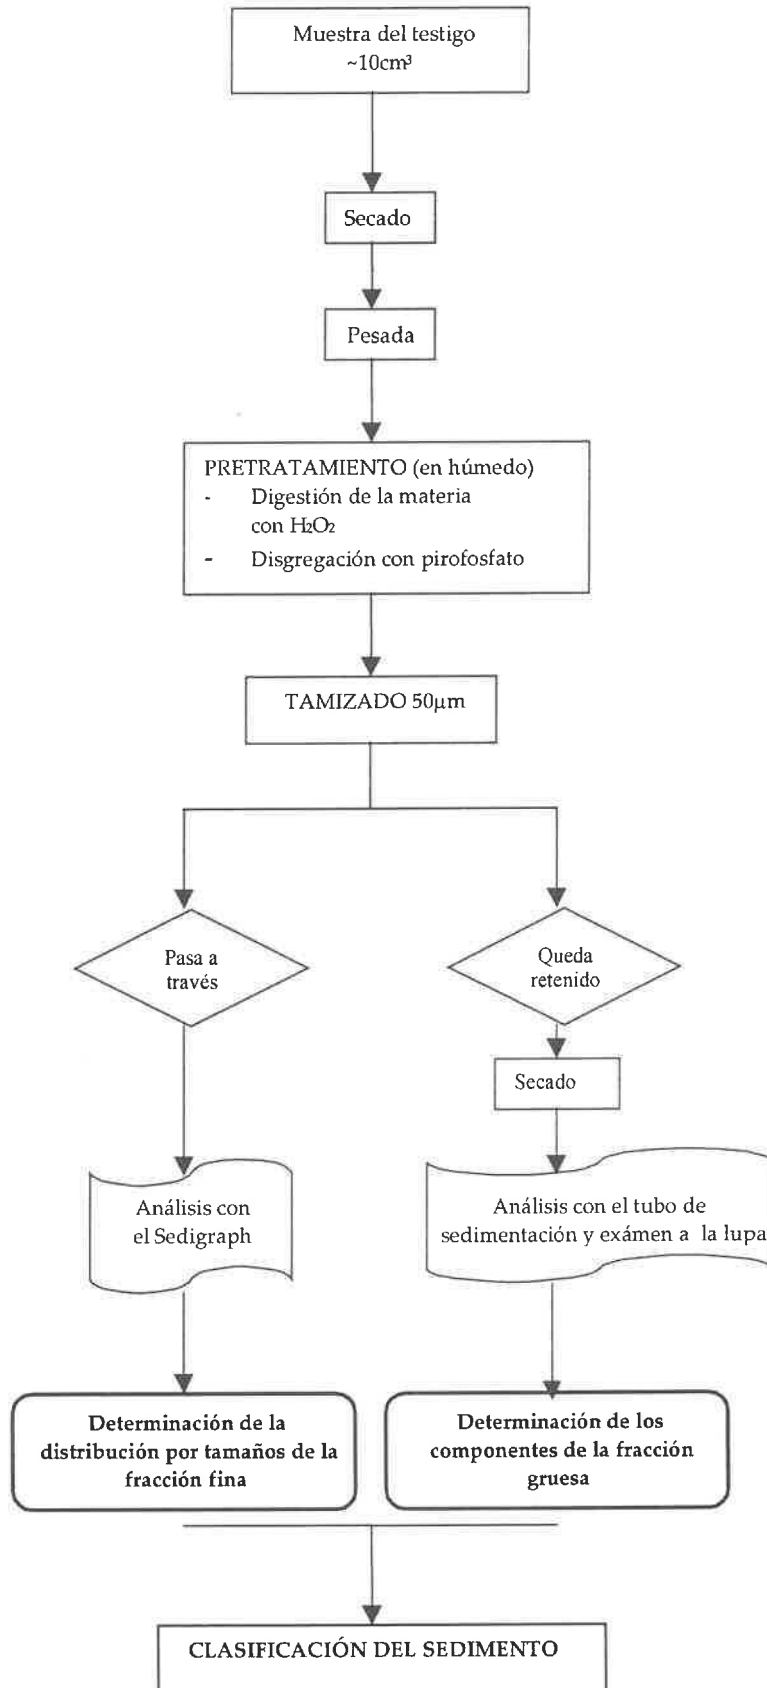 Muestra del testigo
~10cm³
Secado
Pesada
PRETRATAMIENTO (en húmedo)
- Digestión de la materia
con H₂O₂
- Disgregación con pirofosfato
TAMIZADO 50µm
Pasa a
través
Queda
retenido
Secado
Análisis con
el Sedigraph
Análisis con el tubo de
sedimentación y exámen a la lupa
Determinación de la
distribución por tamaños de la
fracción fina
Determinación de los
componentes de la fracción
gruesa
CLASIFICACIÓN DEL SEDIMENTO